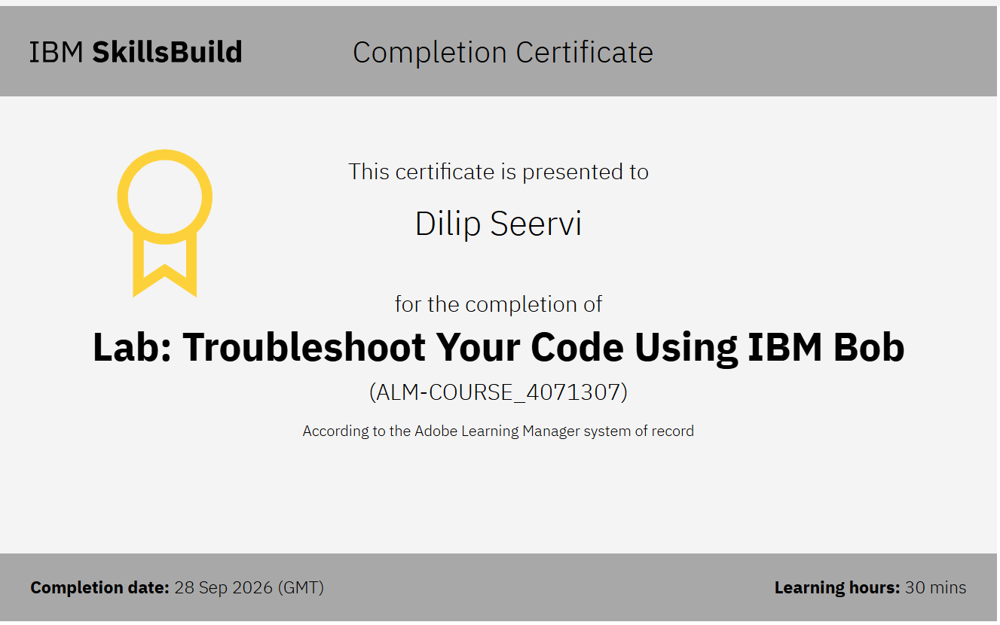 IBM SkillsBuild
Completion Certificate
This certificate is presented to
Dilip Seervi
for the completion of
Lab: Troubleshoot Your Code Using IBM Bob
(ALM-COURSE_4071307)
According to the Adobe Learning Manager system of record
Completion date: 28 Sep 2026 (GMT)
Learning hours: 30 mins